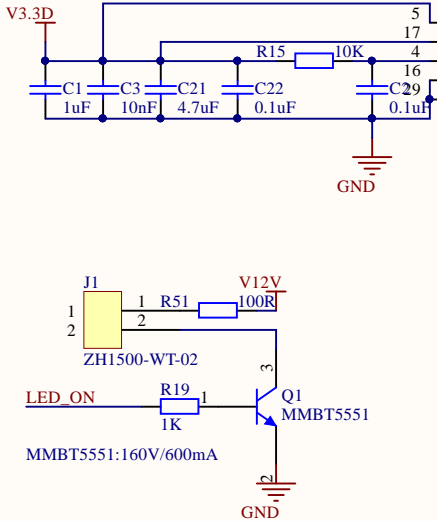 V3.3D
5
17
R15 10K 4
16
C1 C3 C21 C22 29
1uF 10nF 4.7uF 0.1uF 0.1uF
GND
J1 V12V
1 1 R51 100R
2 2
ZH1500-WT-02
3
LED_ON R19 1 Q1
1K MMBT5551
MMBT5551:160V/600mA
2
GND